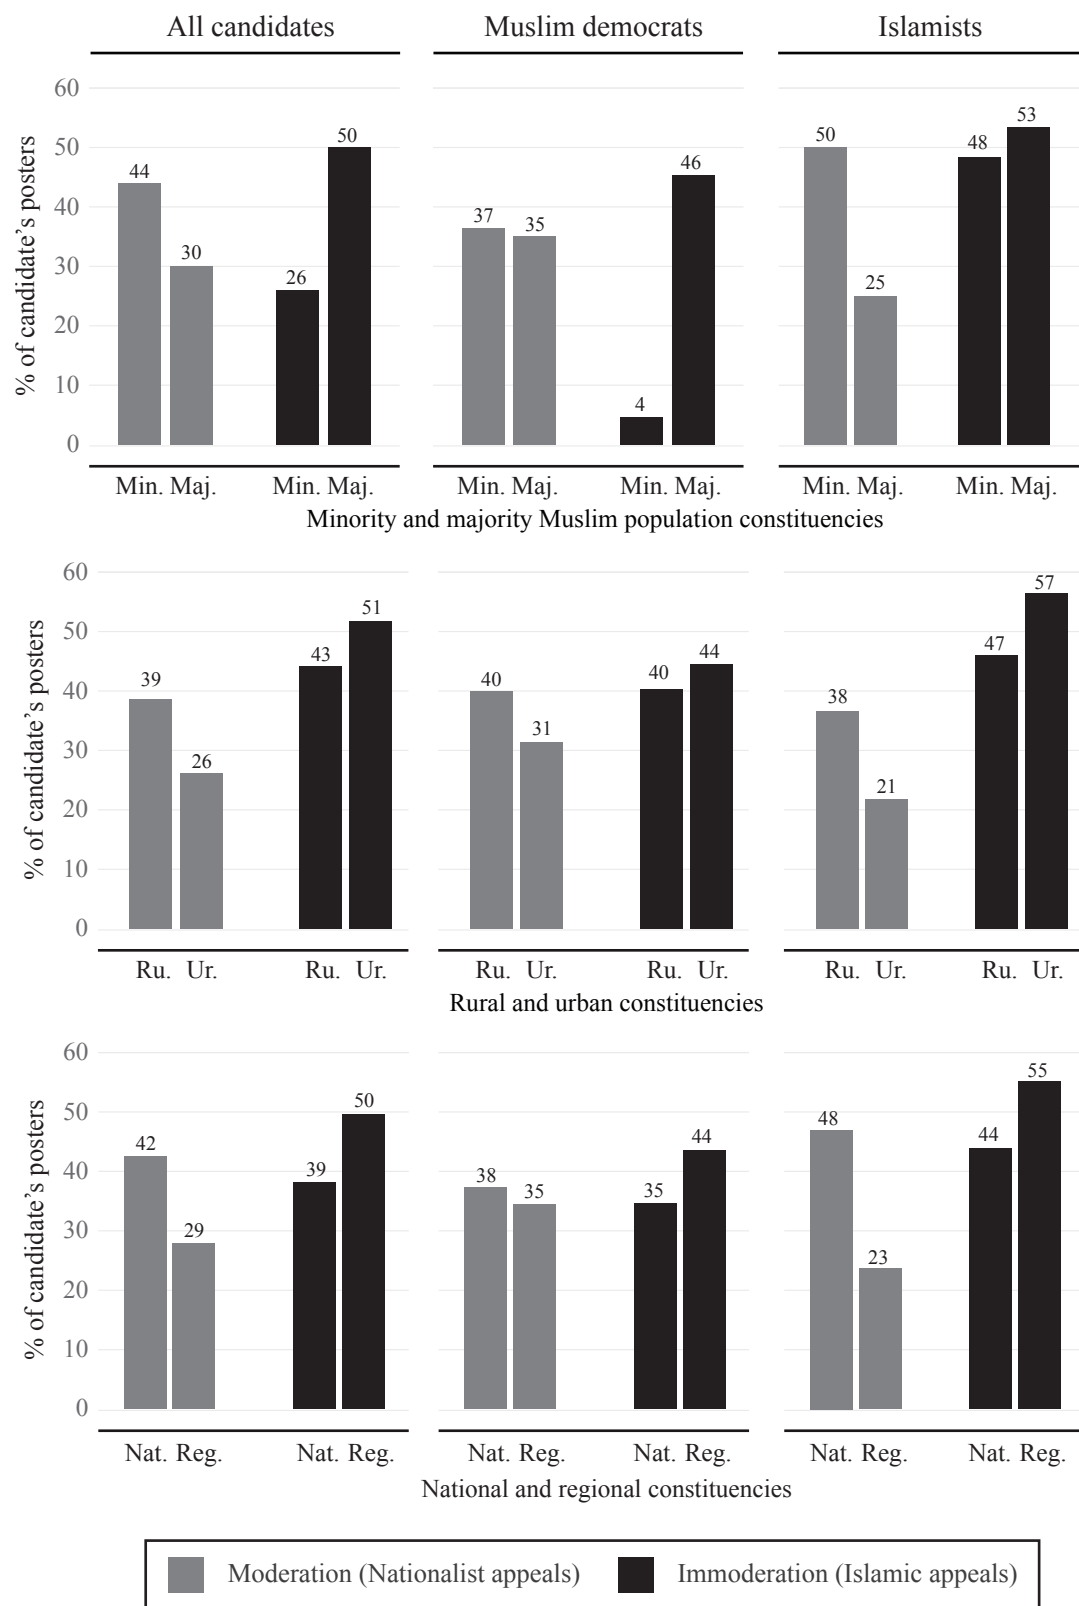 All candidates Muslim democrats Islamists
% of candidate's posters
60
50
40
30
20
10
0
44 30 26 50
37 35 4 46
50 25 48 53
Min. Maj. Min. Maj. Min. Maj. Min. Maj. Min. Maj. Min. Maj.
Minority and majority Muslim population constituencies
% of candidate's posters
60
50
40
30
20
10
0
39 26 43 51
40 31 40 44
38 21 47 57
Ru. Ur. Ru. Ur. Ru. Ur. Ru. Ur. Ru. Ur. Ru. Ur.
Rural and urban constituencies
% of candidate's posters
60
50
40
30
20
10
0
42 29 39 50
38 35 35 44
48 23 44 55
Nat. Reg. Nat. Reg. Nat. Reg. Nat. Reg. Nat. Reg. Nat. Reg.
National and regional constituencies
Moderation (Nationalist appeals) Immoderation (Islamic appeals)